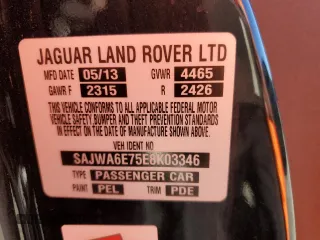 JAGUAR LAND ROVER LTD
MFD DATE 05/13 GVWR 4465
GAWR F 2315 R 2426
THIS VEHICLE CONFORMS TO ALL APPLICABLE FEDERAL MOTOR
VEHICLE SAFETY, BUMPER AND THEFT PREVENTION STANDARDS
IN EFFECT ON THE DATE OF MANUFACTURE SHOWN ABOVE.
VEH IDENT NO
SAJWA6E75E8K03346
TYPE PASSENGER CAR
PAINT PEL TRIM PDE